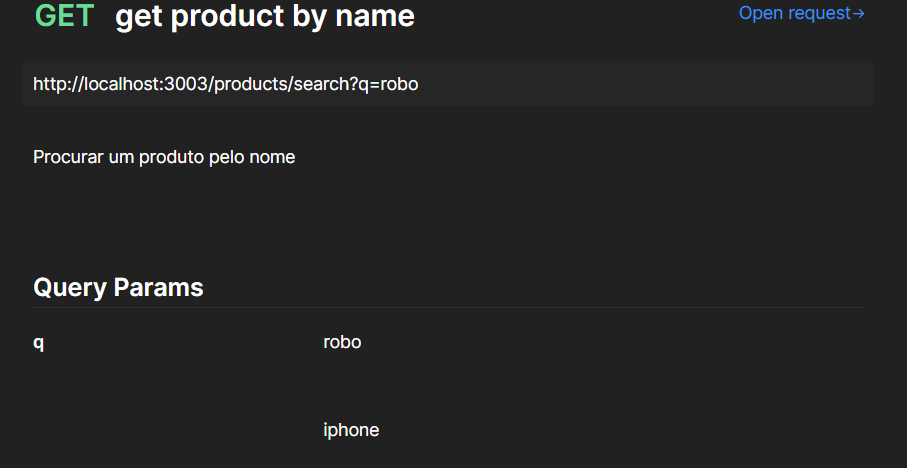 GET get product by name
Open request→
http://localhost:3003/products/search?q=robo
Procurar um produto pelo nome
Query Params
q robo
iphone